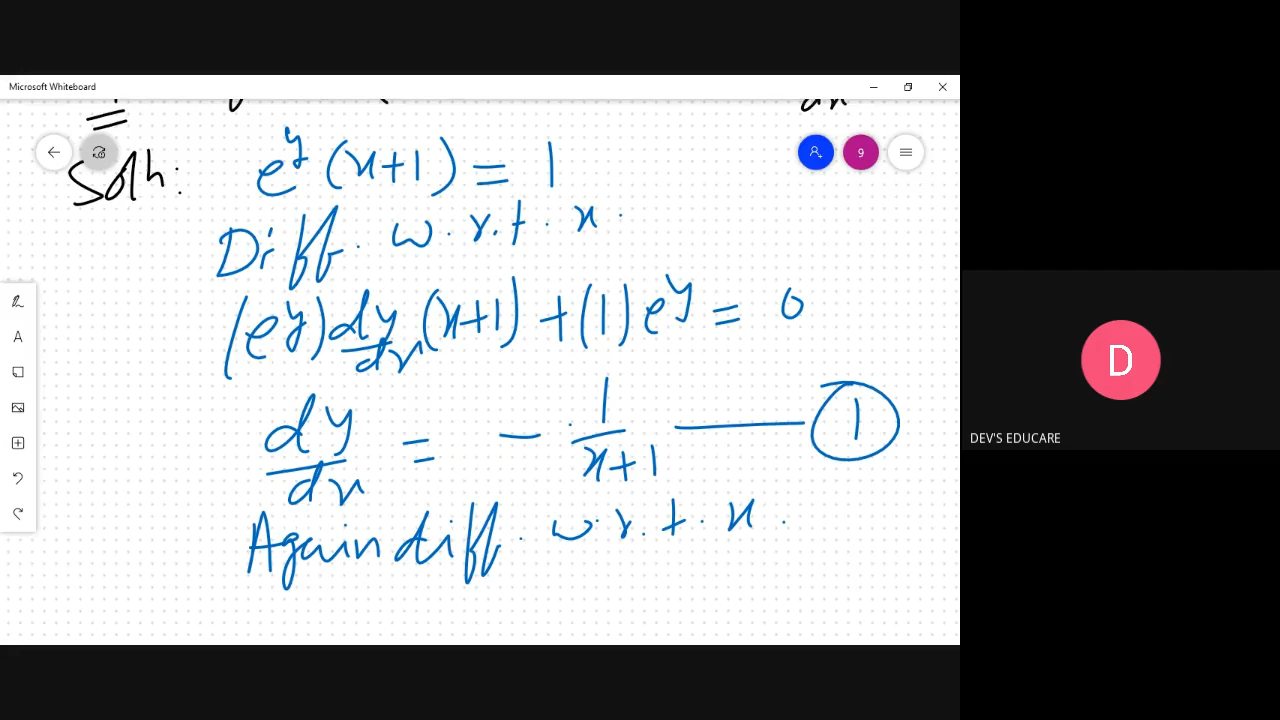 Microsoft Whiteboard
Soln:
e^y (x+1) = 1
9
Diff. w.r.t. x.
(e^y) dy/dx (x+1) + (1) e^y = 0
A
D
dy/dx = - 1/(x+1) ——— 1
DEV'S EDUCARE
Again diff. w.r.t. x.